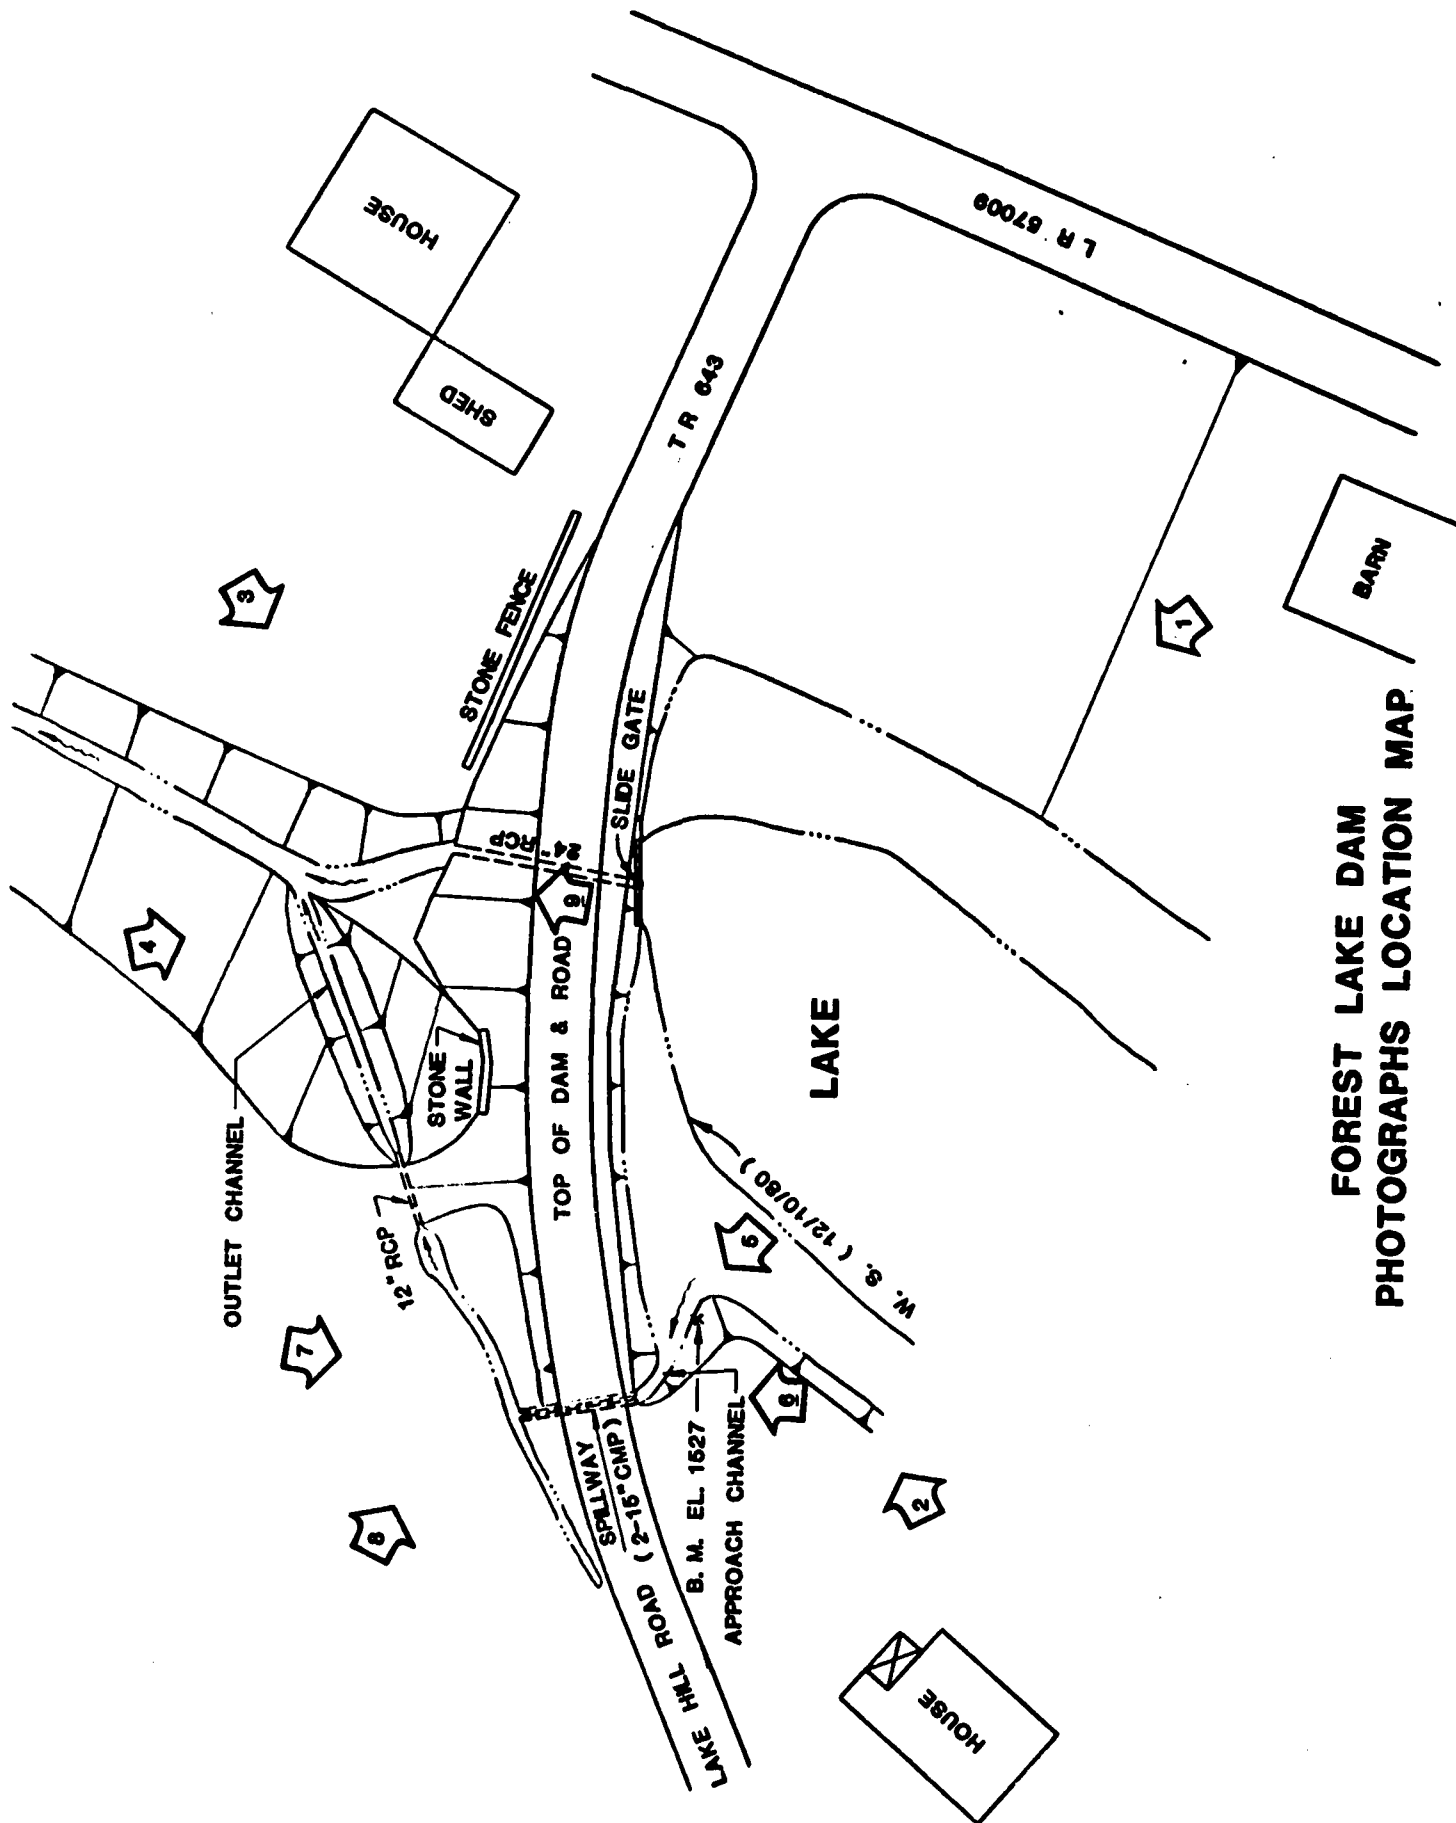 HOUSE
SHED
L R 57009
T R 643
BARN
STONE FENCE
3
1
SLIDE GATE
24" RCP
9
4
OUTLET CHANNEL
STONE
WALL
TOP OF DAM & ROAD
LAKE
W. S. ( 12/10/80 )
12" RCP
5
7
6
8
2
SPILLWAY
( 2-15" CMP )
B. M. EL. 1527
APPROACH CHANNEL
LAKE HILL ROAD
HOUSE
FOREST LAKE DAM
PHOTOGRAPHS LOCATION MAP